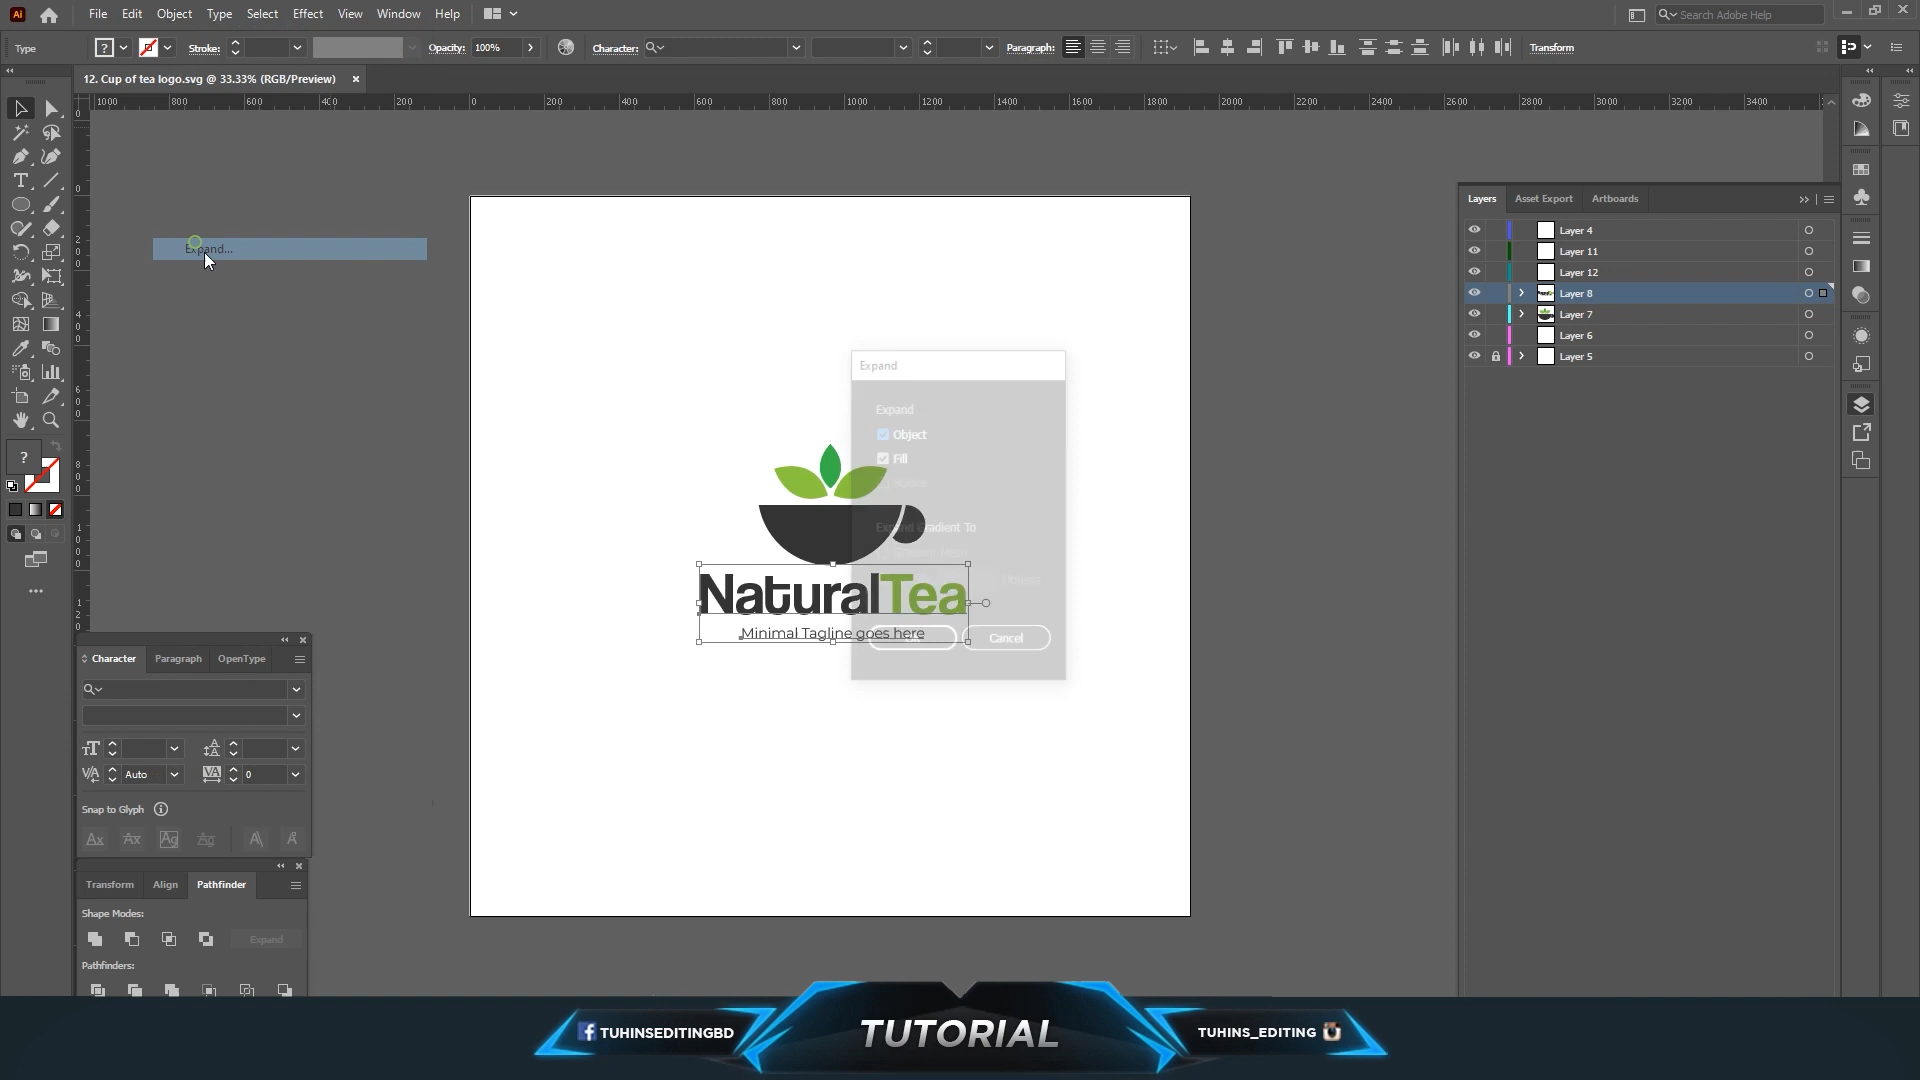 Ai
File Edit Object Type Select Effect View Window Help
Search Adobe Help
Type
?
Stroke:
Opacity: 100%
Character:
Paragraph:
Transform
12. Cup of tea logo.svg @ 33.33% (RGB/Preview) ×
1000 800 600 400 200 0 200 400 600 800 1000 1200 1400 1600 1800 2000 2200 2400 2600 2800 3000 3200 3400
Expand...
Layers Asset Export Artboards
Layer 4
Layer 11
Layer 12
Layer 8
Layer 7
Layer 6
Layer 5
Expand
Expand
Object
Fill
Expand Gradient To
Cancel
NaturalTea
Minimal Tagline goes here
?
Character Paragraph OpenType
Auto
0
Snap to Glyph
Transform Align Pathfinder
Shape Modes:
Expand
Pathfinders:
TUHINSEDITINGBD
TUTORIAL
TUHINS_EDITING